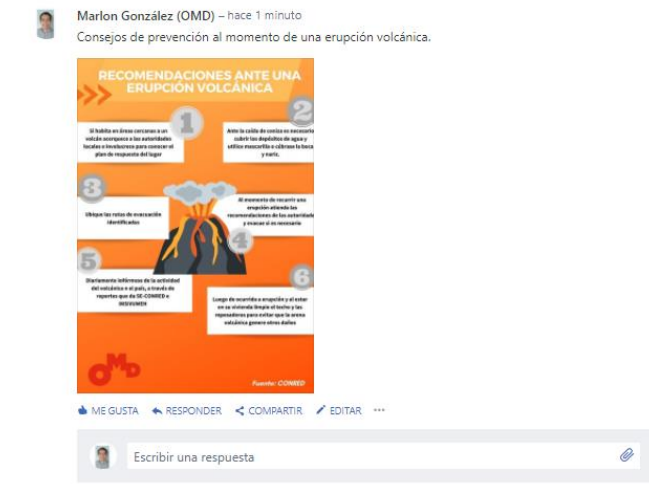 Marlon González (OMD) – hace 1 minuto
Consejos de prevención al momento de una erupción volcánica.
RECOMENDACIONES ANTE UNA
ERUPCIÓN VOLCÁNICA
1
Si habita en áreas cercanas a un
volcán acerquece a las autoridades
locales e involucrece para conocer el
plan de respuesta del lugar
2
Ante la caída de ceniza es necesario
cubrir los depósitos de agua y
utilice mascarilla o cúbrase la boca
y nariz.
3
Ubique las rutas de evacuación
identificadas
Al momento de recurrir una
erupción atienda las
recomendaciones de las autoridade
y evacue si es necesario
4
5
Diariamente infórmese de la actividad
del volcánica e el país, a través de
reportes que da SE-CONRED e
INSIVUMEH
6
Luego de ocurrida a erupción y al estar
en su vivienda limpie el techo y las
reposaderas para evitar que la arena
volcánica genere otros daños
OMD
Fuente: CONRED
ME GUSTA RESPONDER COMPARTIR EDITAR ···
Escribir una respuesta